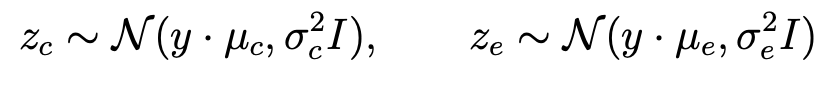 z_c ∼ 𝒩(y · μ_c, σ_c^2 I), z_e ∼ 𝒩(y · μ_e, σ_e^2 I)